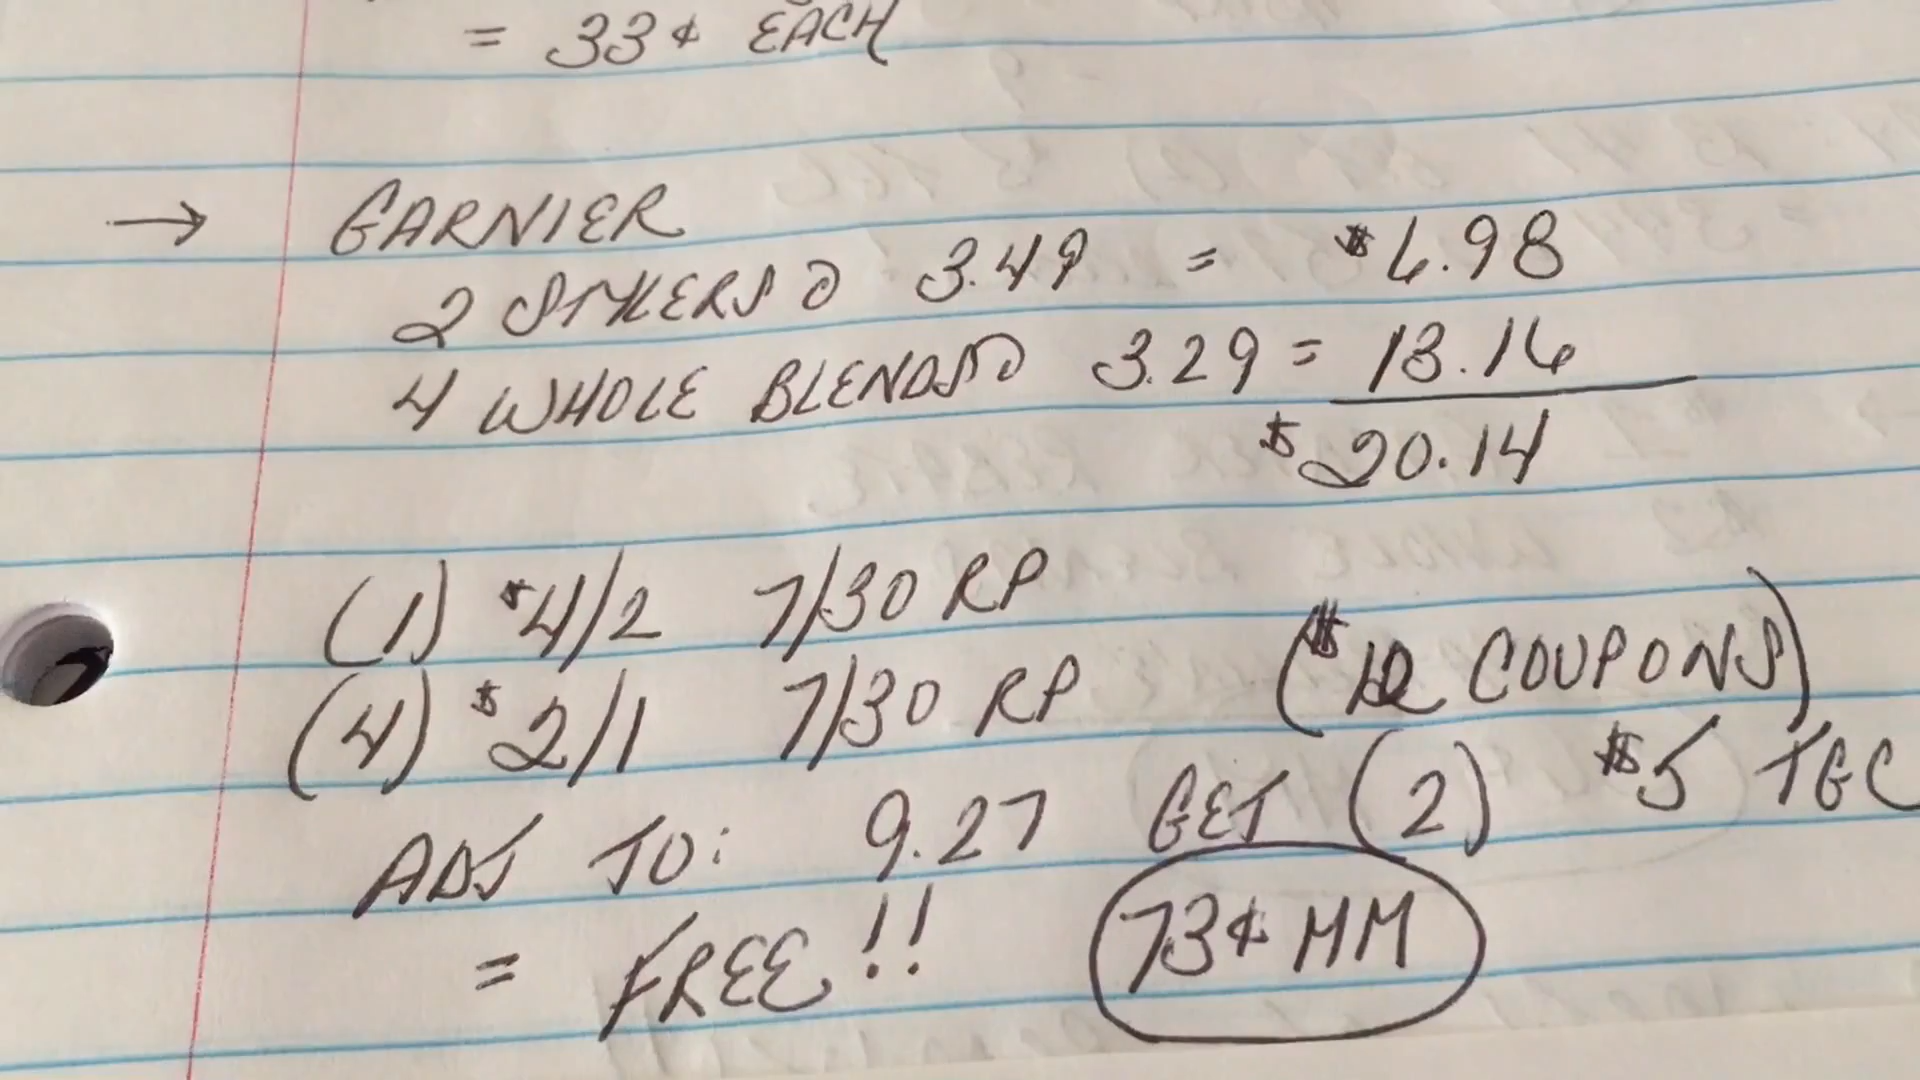 = 33¢ EACH
→ GARNIER
2 STYLERS @ 3.49 = $6.98
4 WHOLE BLENDS @ 3.29 = 13.16
$20.14
(1) $4/2 7/30 RP
(4) $2/1 7/30 RP ($12 COUPONS)
ADJ TO: 9.27 GET (2) $5 TGC
= FREE!! 73¢ MM